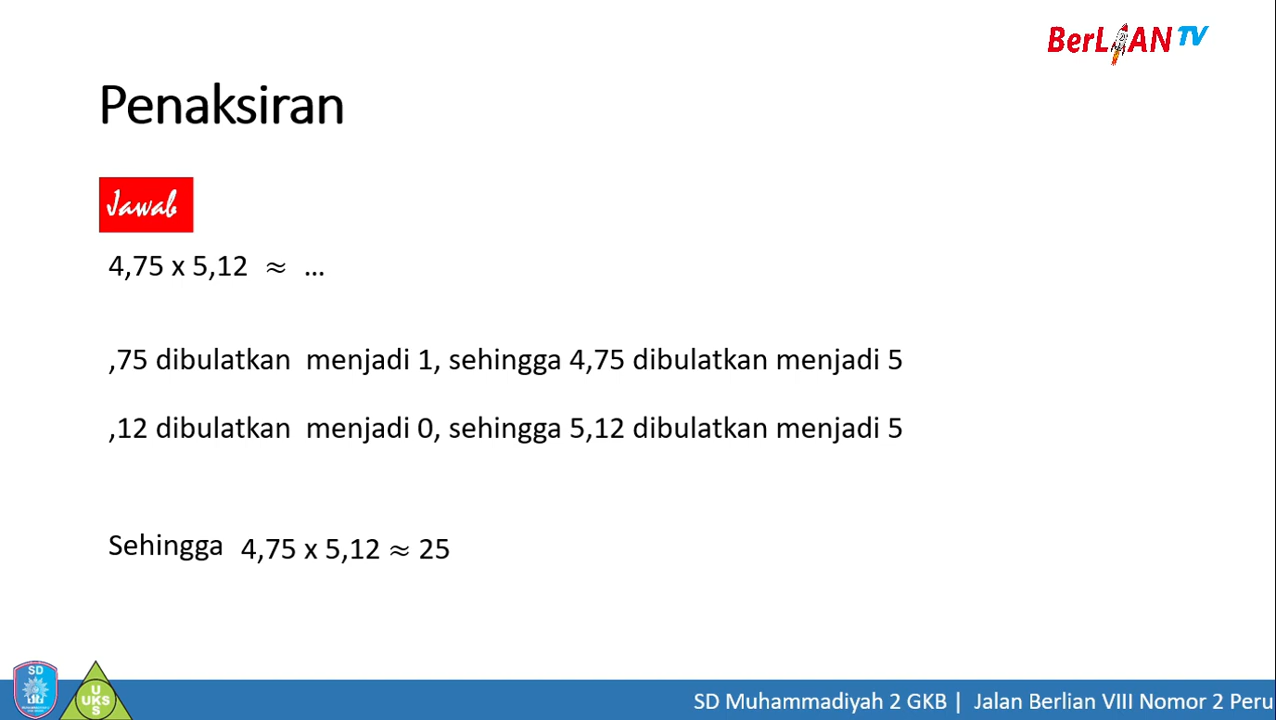 BerLIAN TV
Penaksiran
Jawab
4,75 x 5,12 ≈ ...
,75 dibulatkan menjadi 1, sehingga 4,75 dibulatkan menjadi 5
,12 dibulatkan menjadi 0, sehingga 5,12 dibulatkan menjadi 5
Sehingga 4,75 x 5,12 ≈ 25
SD
UKS
U
S
SD Muhammadiyah 2 GKB | Jalan Berlian VIII Nomor 2 Peru